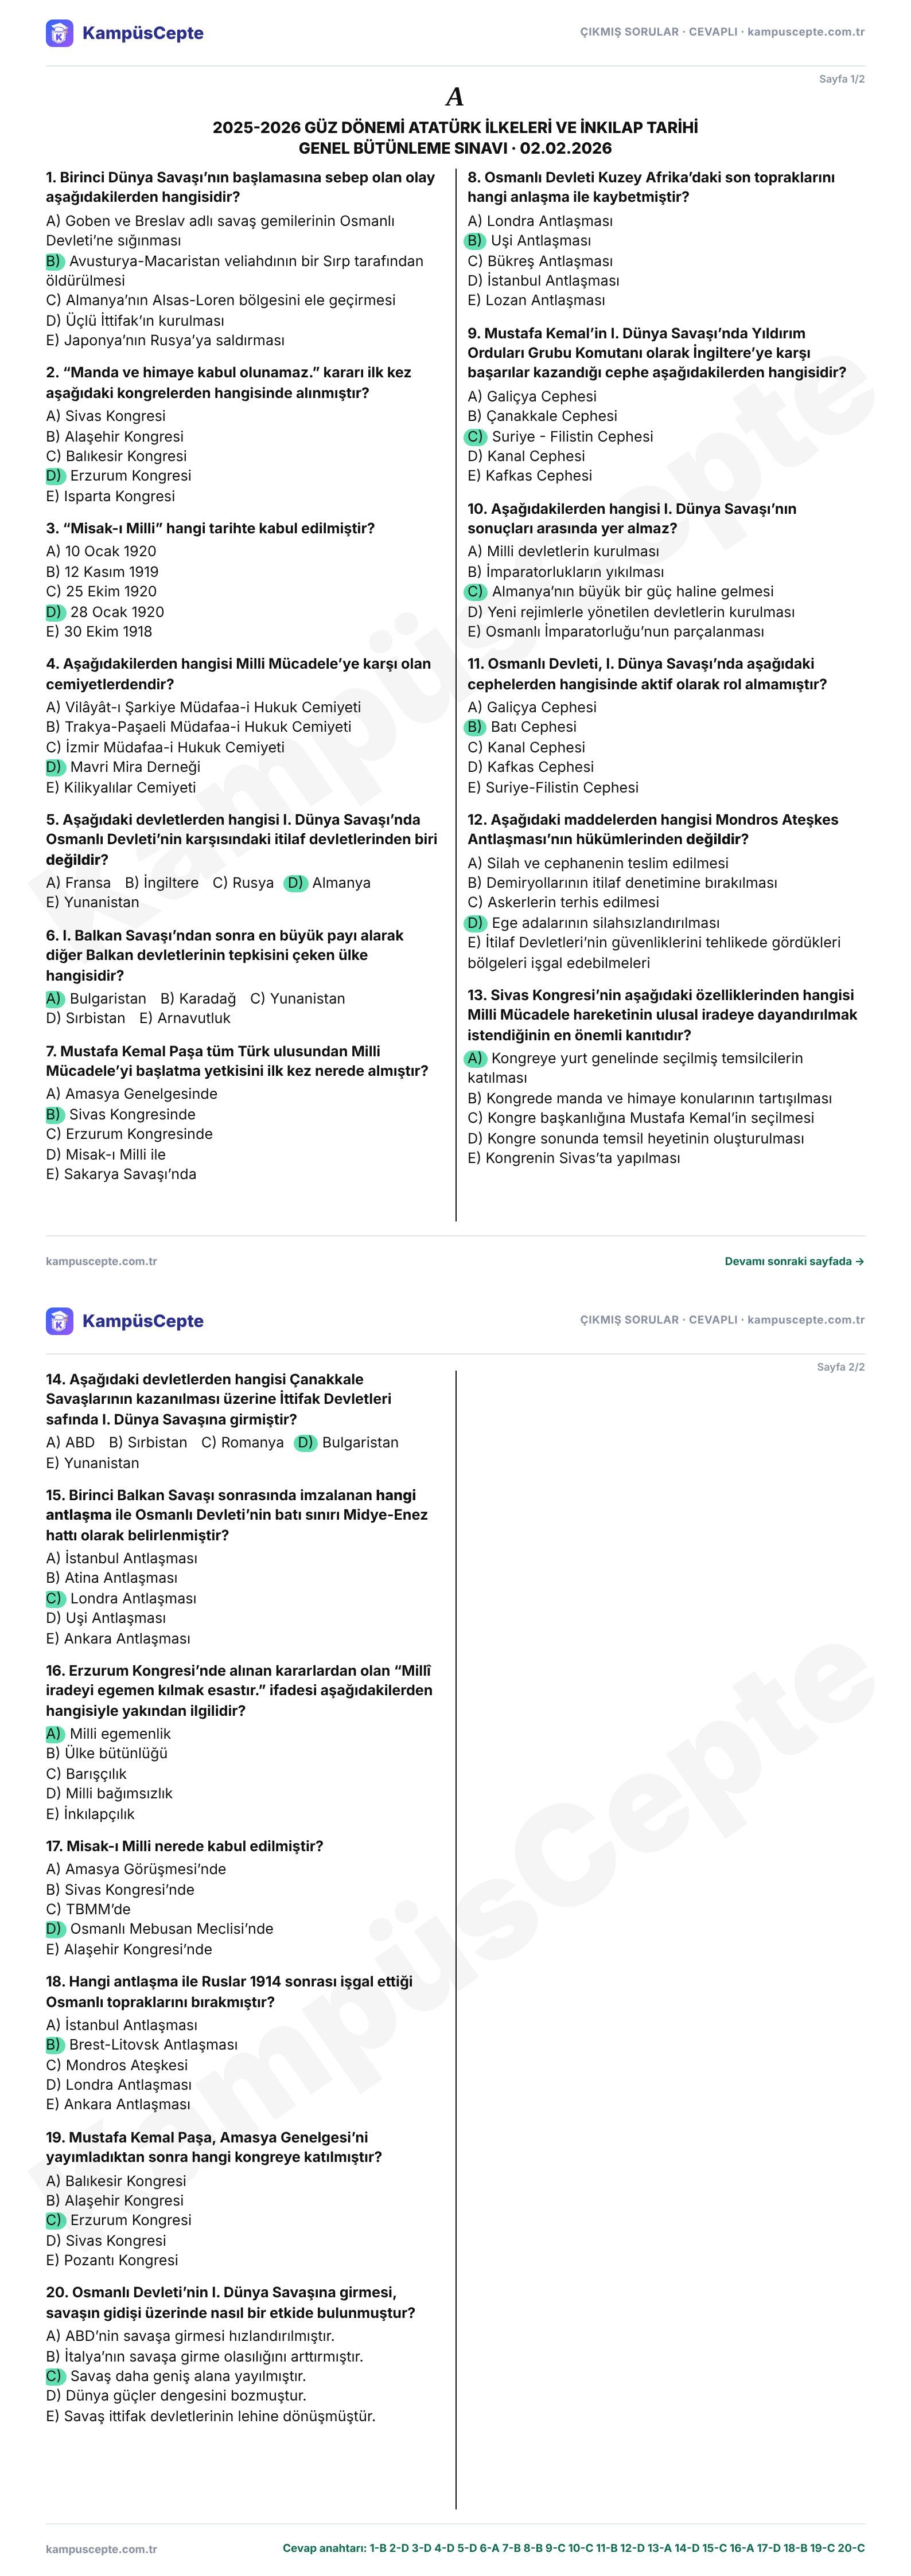 KampüsCepte
ÇIKMIŞ SORULAR · CEVAPLI · kampuscepte.com.tr
Sayfa 1/2
A
2025-2026 GÜZ DÖNEMİ ATATÜRK İLKELERİ VE İNKILAP TARİHİ
GENEL BÜTÜNLEME SINAVI · 02.02.2026
1. Birinci Dünya Savaşı’nın başlamasına sebep olan olay
aşağıdakilerden hangisidir?
A) Goben ve Breslav adlı savaş gemilerinin Osmanlı
Devleti’ne sığınması
B) Avusturya-Macaristan veliahdının bir Sırp tarafından
öldürülmesi
C) Almanya’nın Alsas-Loren bölgesini ele geçirmesi
D) Üçlü İttifak’ın kurulması
E) Japonya’nın Rusya’ya saldırması
2. “Manda ve himaye kabul olunamaz.” kararı ilk kez
aşağıdaki kongrelerden hangisinde alınmıştır?
A) Sivas Kongresi
B) Alaşehir Kongresi
C) Balıkesir Kongresi
D) Erzurum Kongresi
E) Isparta Kongresi
3. “Misak-ı Milli” hangi tarihte kabul edilmiştir?
A) 10 Ocak 1920
B) 12 Kasım 1919
C) 25 Ekim 1920
D) 28 Ocak 1920
E) 30 Ekim 1918
4. Aşağıdakilerden hangisi Milli Mücadele’ye karşı olan
cemiyetlerdendir?
A) Vilâyât-ı Şarkiye Müdafaa-i Hukuk Cemiyeti
B) Trakya-Paşaeli Müdafaa-i Hukuk Cemiyeti
C) İzmir Müdafaa-i Hukuk Cemiyeti
D) Mavri Mira Derneği
E) Kilikyalılar Cemiyeti
5. Aşağıdaki devletlerden hangisi I. Dünya Savaşı’nda
Osmanlı Devleti’nin karşısındaki itilaf devletlerinden biri
değildir?
A) Fransa B) İngiltere C) Rusya D) Almanya
E) Yunanistan
6. I. Balkan Savaşı’ndan sonra en büyük payı alarak
diğer Balkan devletlerinin tepkisini çeken ülke
hangisidir?
A) Bulgaristan B) Karadağ C) Yunanistan
D) Sırbistan E) Arnavutluk
7. Mustafa Kemal Paşa tüm Türk ulusundan Milli
Mücadele’yi başlatma yetkisini ilk kez nerede almıştır?
A) Amasya Genelgesinde
B) Sivas Kongresinde
C) Erzurum Kongresinde
D) Misak-ı Milli ile
E) Sakarya Savaşı’nda
8. Osmanlı Devleti Kuzey Afrika’daki son topraklarını
hangi anlaşma ile kaybetmiştir?
A) Londra Antlaşması
B) Uşi Antlaşması
C) Bükreş Antlaşması
D) İstanbul Antlaşması
E) Lozan Antlaşması
9. Mustafa Kemal’in I. Dünya Savaşı’nda Yıldırım
Orduları Grubu Komutanı olarak İngiltere’ye karşı
başarılar kazandığı cephe aşağıdakilerden hangisidir?
A) Galiçya Cephesi
B) Çanakkale Cephesi
C) Suriye - Filistin Cephesi
D) Kanal Cephesi
E) Kafkas Cephesi
10. Aşağıdakilerden hangisi I. Dünya Savaşı’nın
sonuçları arasında yer almaz?
A) Milli devletlerin kurulması
B) İmparatorlukların yıkılması
C) Almanya’nın büyük bir güç haline gelmesi
D) Yeni rejimlerle yönetilen devletlerin kurulması
E) Osmanlı İmparatorluğu’nun parçalanması
11. Osmanlı Devleti, I. Dünya Savaşı’nda aşağıdaki
cephelerden hangisinde aktif olarak rol almamıştır?
A) Galiçya Cephesi
B) Batı Cephesi
C) Kanal Cephesi
D) Kafkas Cephesi
E) Suriye-Filistin Cephesi
12. Aşağıdaki maddelerden hangisi Mondros Ateşkes
Antlaşması’nın hükümlerinden değildir?
A) Silah ve cephanenin teslim edilmesi
B) Demiryollarının itilaf denetimine bırakılması
C) Askerlerin terhis edilmesi
D) Ege adalarının silahsızlandırılması
E) İtilaf Devletleri’nin güvenliklerini tehlikede gördükleri
bölgeleri işgal edebilmeleri
13. Sivas Kongresi’nin aşağıdaki özelliklerinden hangisi
Milli Mücadele hareketinin ulusal iradeye dayandırılmak
istendiğinin en önemli kanıtıdır?
A) Kongreye yurt genelinde seçilmiş temsilcilerin
katılması
B) Kongrede manda ve himaye konularının tartışılması
C) Kongre başkanlığına Mustafa Kemal’in seçilmesi
D) Kongre sonunda temsil heyetinin oluşturulması
E) Kongrenin Sivas’ta yapılması
kampuscepte.com.tr
Devamı sonraki sayfada →
KampüsCepte
ÇIKMIŞ SORULAR · CEVAPLI · kampuscepte.com.tr
Sayfa 2/2
14. Aşağıdaki devletlerden hangisi Çanakkale
Savaşlarının kazanılması üzerine İttifak Devletleri
safında I. Dünya Savaşına girmiştir?
A) ABD B) Sırbistan C) Romanya D) Bulgaristan
E) Yunanistan
15. Birinci Balkan Savaşı sonrasında imzalanan hangi
antlaşma ile Osmanlı Devleti’nin batı sınırı Midye-Enez
hattı olarak belirlenmiştir?
A) İstanbul Antlaşması
B) Atina Antlaşması
C) Londra Antlaşması
D) Uşi Antlaşması
E) Ankara Antlaşması
16. Erzurum Kongresi’nde alınan kararlardan olan “Millî
iradeyi egemen kılmak esastır.” ifadesi aşağıdakilerden
hangisiyle yakından ilgilidir?
A) Milli egemenlik
B) Ülke bütünlüğü
C) Barışçılık
D) Milli bağımsızlık
E) İnkılapçılık
17. Misak-ı Milli nerede kabul edilmiştir?
A) Amasya Görüşmesi’nde
B) Sivas Kongresi’nde
C) TBMM’de
D) Osmanlı Mebusan Meclisi’nde
E) Alaşehir Kongresi’nde
18. Hangi antlaşma ile Ruslar 1914 sonrası işgal ettiği
Osmanlı topraklarını bırakmıştır?
A) İstanbul Antlaşması
B) Brest-Litovsk Antlaşması
C) Mondros Ateşkesi
D) Londra Antlaşması
E) Ankara Antlaşması
19. Mustafa Kemal Paşa, Amasya Genelgesi’ni
yayımladıktan sonra hangi kongreye katılmıştır?
A) Balıkesir Kongresi
B) Alaşehir Kongresi
C) Erzurum Kongresi
D) Sivas Kongresi
E) Pozantı Kongresi
20. Osmanlı Devleti’nin I. Dünya Savaşına girmesi,
savaşın gidişi üzerinde nasıl bir etkide bulunmuştur?
A) ABD’nin savaşa girmesi hızlandırılmıştır.
B) İtalya’nın savaşa girme olasılığını arttırmıştır.
C) Savaş daha geniş alana yayılmıştır.
D) Dünya güçler dengesini bozmuştur.
E) Savaş ittifak devletlerinin lehine dönüşmüştür.
kampuscepte.com.tr
Cevap anahtarı: 1-B 2-D 3-D 4-D 5-D 6-A 7-B 8-B 9-C 10-C 11-B 12-D 13-A 14-D 15-C 16-A 17-D 18-B 19-C 20-C
KampüsCepte
KampüsCepte